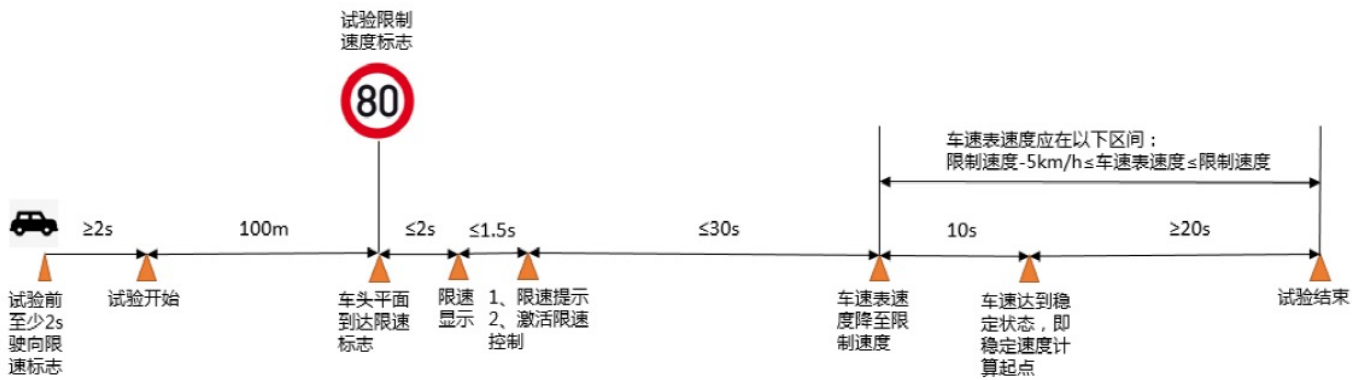 试验限制
速度标志
80
车速表速度应在以下区间：
限制速度-5km/h≤车速表速度≤限制速度
≥2s
100m
≤2s
≤1.5s
≤30s
10s
≥20s
试验前
至少2s
驶向限
速标志
试验开始
车头平面
到达限速
标志
限速
显示
1、限速提示
2、激活限速
控制
车速表速
度降至限
制速度
车速达到稳
定状态，即
稳定速度计
算起点
试验结束